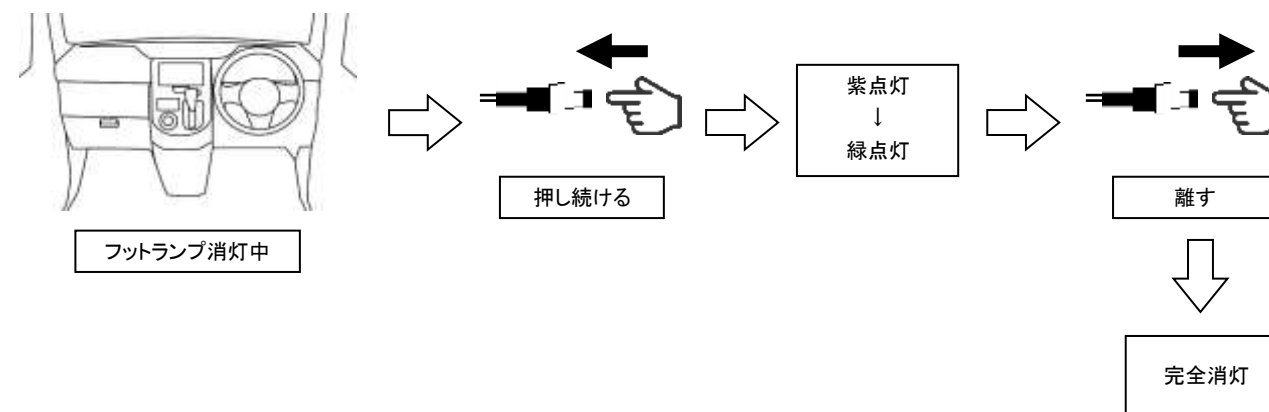 紫点灯
↓
緑点灯
押し続ける
離す
フットランプ消灯中
完全消灯